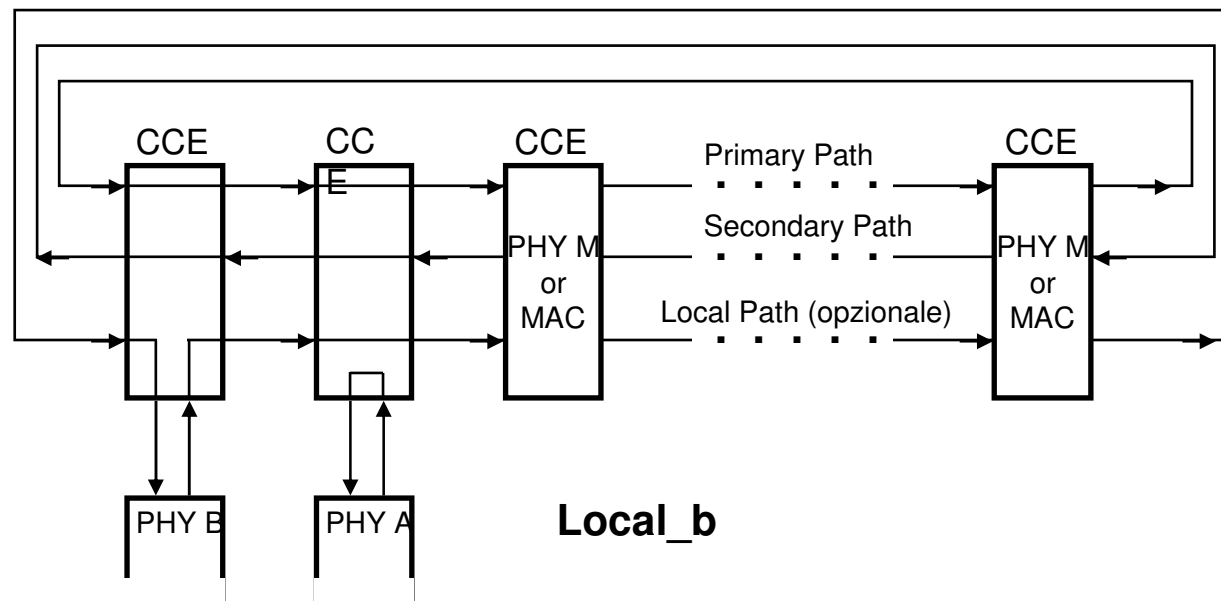 CCE
CC
E
CCE
Primary Path
CCE
Secondary Path
PHY M
or
MAC
PHY M
or
MAC
Local Path (opzionale)
PHY B
PHY A
Local_b